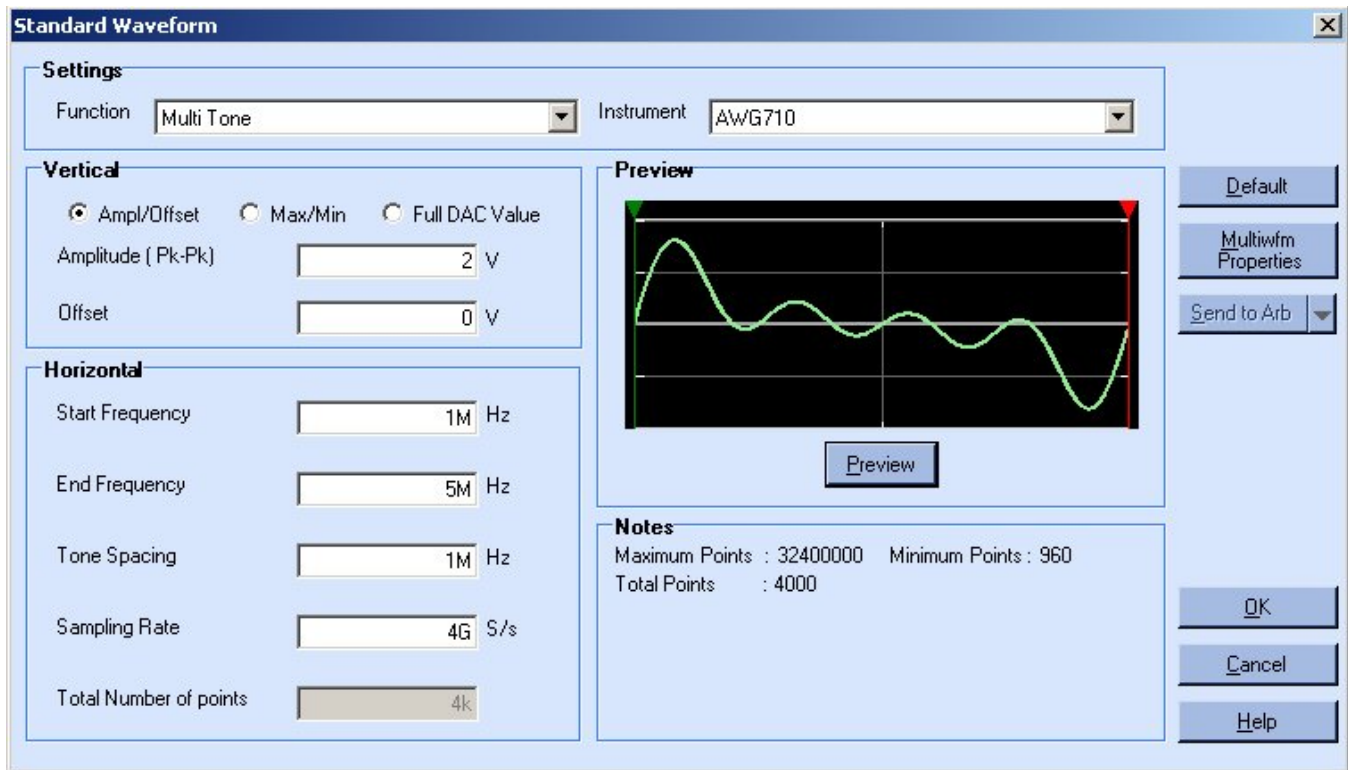 Standard Waveform
Settings
Function Multi Tone Instrument AWG710
Vertical
Ampl/Offset Max/Min Full DAC Value
Amplitude ( Pk-Pk) 2 V
Offset 0 V
Horizontal
Start Frequency 1M Hz
End Frequency 5M Hz
Tone Spacing 1M Hz
Sampling Rate 4G S/s
Total Number of points 4k
Preview
Preview
Notes
Maximum Points : 32400000 Minimum Points : 960
Total Points : 4000
Default
Multiwfm
Properties
Send to Arb
OK
Cancel
Help